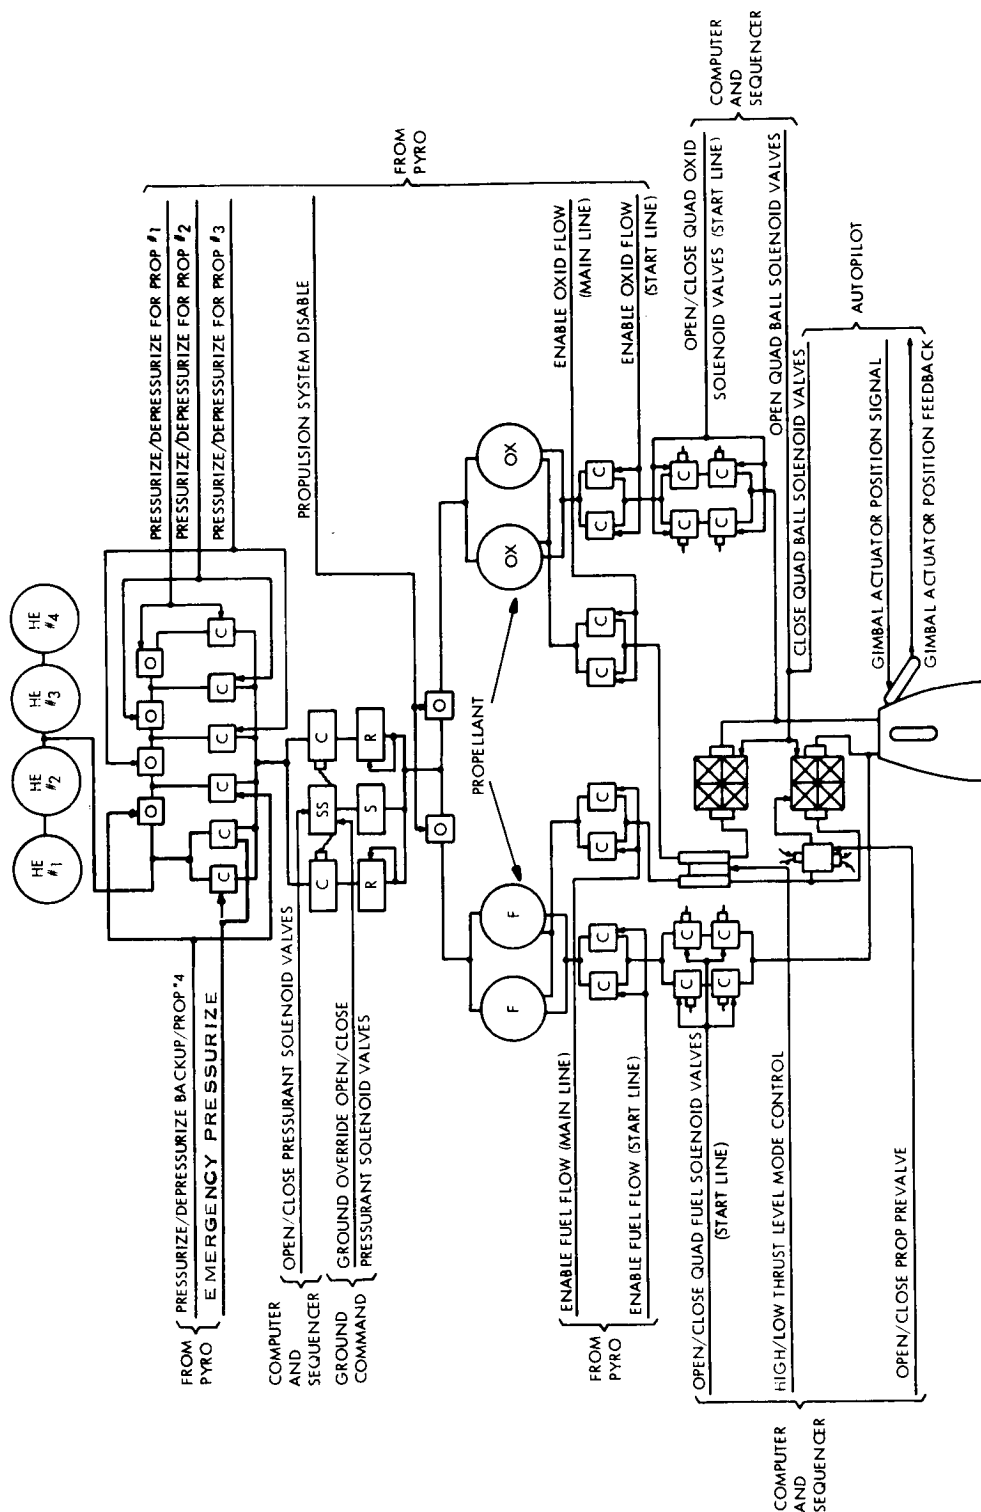 HE
#1
HE
#2
HE
#3
HE
#4
O
O
O
O
C
C
C
C
C
C
PRESSURIZE/DEPRESSURIZE FOR PROP #1
PRESSURIZE/DEPRESSURIZE FOR PROP #2
PRESSURIZE/DEPRESSURIZE FOR PROP #3
FROM
PYRO
PRESSURIZE/DEPRESSURIZE BACKUP/PROP #4
EMERGENCY PRESSURIZE
COMPUTER
AND
SEQUENCER
OPEN/CLOSE PRESSURANT SOLENOID VALVES
GROUND
COMMAND
GROUND OVERRIDE OPEN/CLOSE
PRESSURANT SOLENOID VALVES
C
SS
C
R
S
R
PROPULSION SYSTEM DISABLE
FROM
PYRO
O
O
F
F
PROPELLANT
OX
OX
ENABLE OXID FLOW
(MAIN LINE)
ENABLE OXID FLOW
(START LINE)
C
C
C
C
C
C
C
C
FROM
PYRO
ENABLE FUEL FLOW (MAIN LINE)
ENABLE FUEL FLOW (START LINE)
C
C
C
C
C
C
C
C
OPEN/CLOSE QUAD OXID
SOLENOID VALVES (START LINE)
OPEN QUAD BALL SOLENOID VALVES
COMPUTER
AND
SEQUENCER
OPEN/CLOSE QUAD FUEL SOLENOID VALVES
(START LINE)
HIGH/LOW THRUST LEVEL MODE CONTROL
OPEN/CLOSE PROP PREVALVE
COMPUTER
AND
SEQUENCER
CLOSE QUAD BALL SOLENOID VALVES
GIMBAL ACTUATOR POSITION SIGNAL
GIMBAL ACTUATOR POSITION FEEDBACK
AUTOPILOT